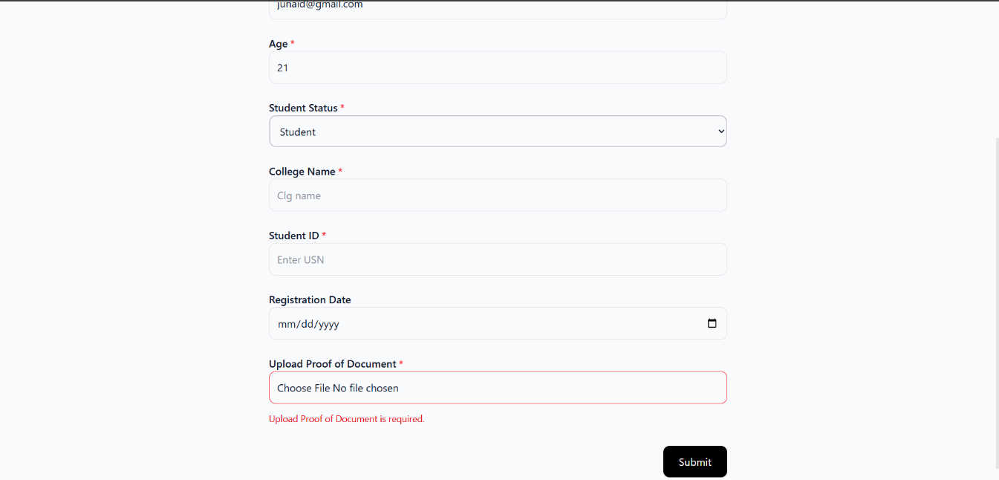 junaid@gmail.com
Age *
21
Student Status *
Student
College Name *
Clg name
Student ID *
Enter USN
Registration Date
mm/dd/yyyy
Upload Proof of Document *
Choose File No file chosen
Upload Proof of Document is required.
Submit